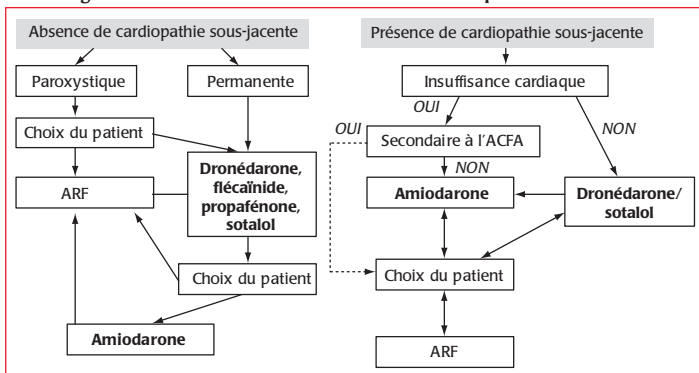 Absence de cardiopathie sous-jacente
Paroxystique
Permanente
Choix du patient
ARF
Dronédarone,
flécaïnide,
propafénone,
sotalol
Choix du patient
Amiodarone
Présence de cardiopathie sous-jacente
Insuffisance cardiaque
OUI
NON
OUI
Secondaire à l'ACFA
NON
Amiodarone
Dronédarone/
sotalol
Choix du patient
ARF